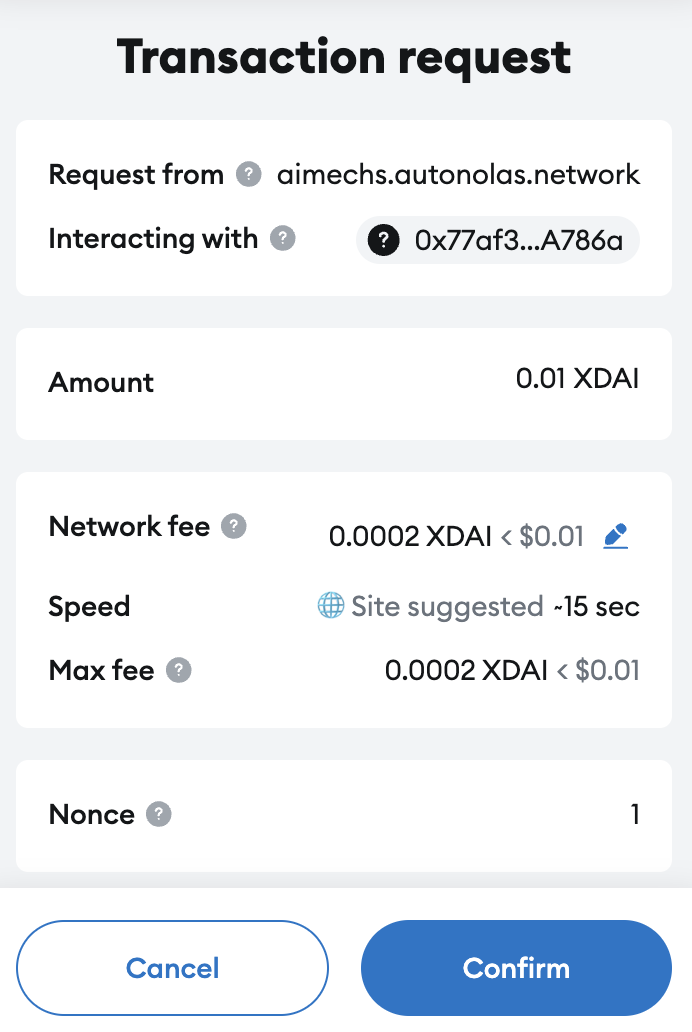 Transaction request
Request from ? aimechs.autonolas.network
Interacting with ? ? 0x77af3...A786a
Amount 0.01 XDAI
Network fee ? 0.0002 XDAI < $0.01
Speed Site suggested ~15 sec
Max fee ? 0.0002 XDAI < $0.01
Nonce ? 1
Cancel Confirm